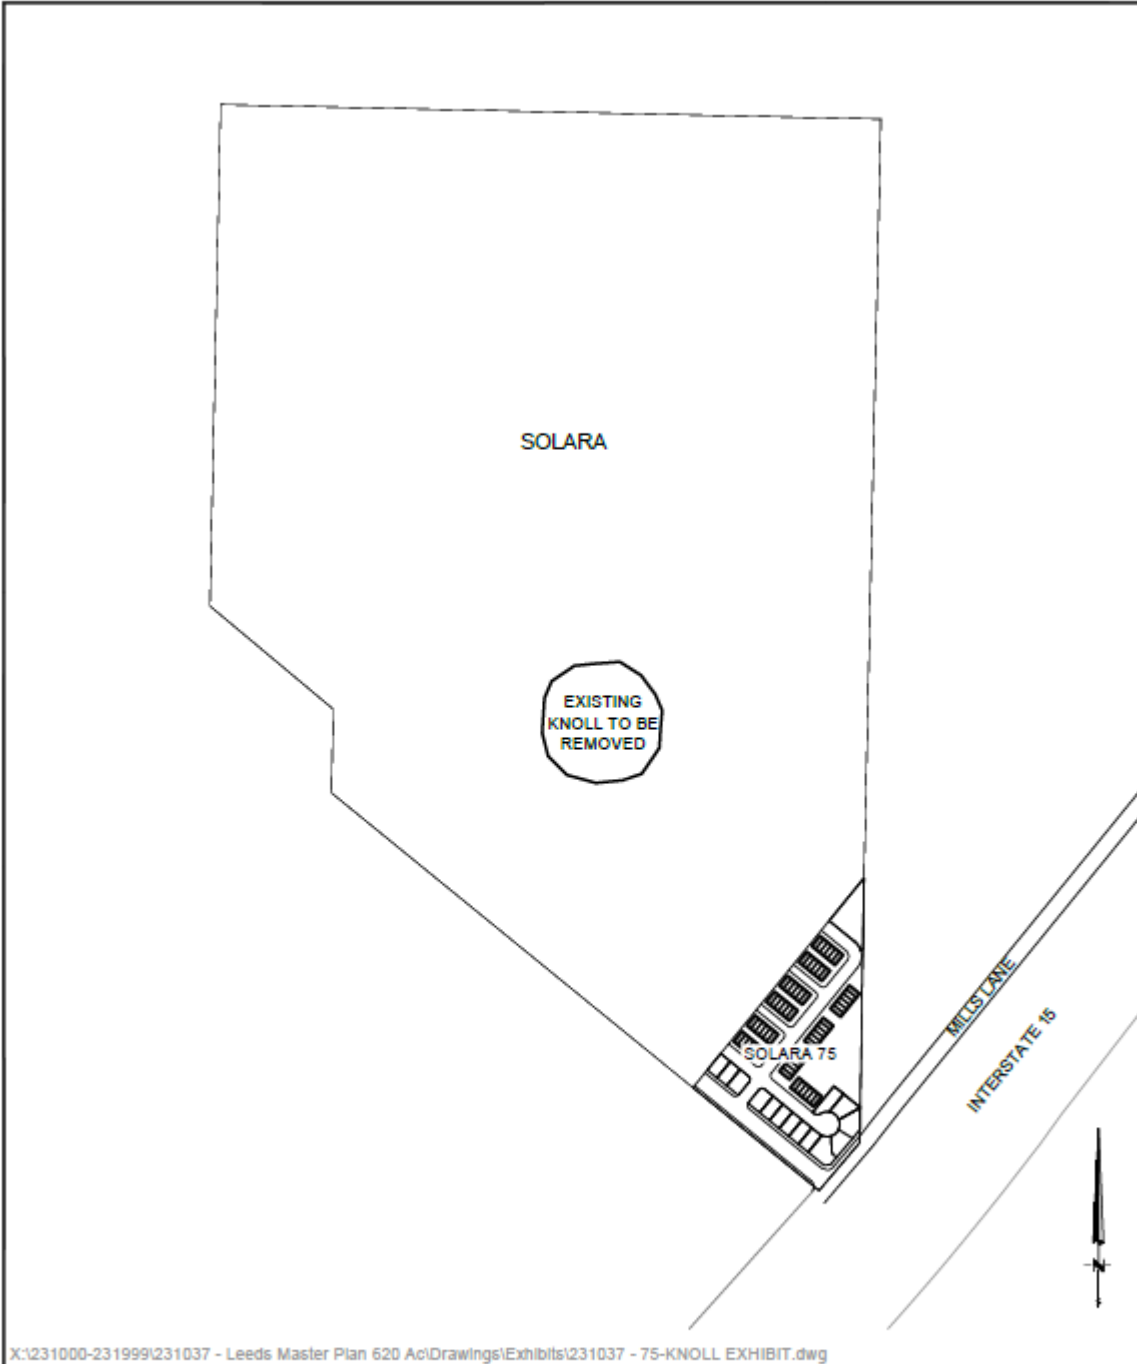 SOLARA
EXISTING
KNOLL TO BE
REMOVED
MILLS LANE
SOLARA 75
INTERSTATE 15
N
X:\231000-231999\231037 - Leeds Master Plan 620 Ac\Drawings\Exhibits\231037 - 75-KNOLL EXHIBIT.dwg